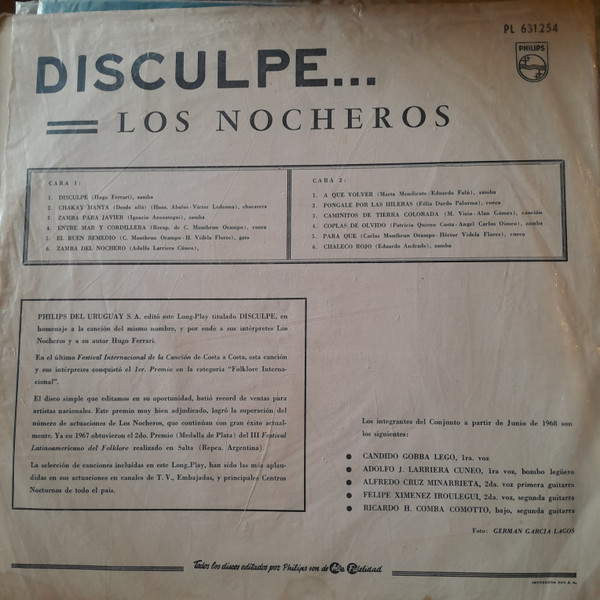 PL 631.254
PHILIPS
DISCULPE...
LOS NOCHEROS
CARA 1:
1. DISCULPE (Hugo Ferrari), zamba
2. CHAKAY MANTA (Desde allá) (Hnos. Abalos - Víctor Ledesma), chacarera
3. ZAMBA PARA JAVIER (Ignacio Anzoategui), zamba
4. ENTRE MAR Y CORDILLERA (Recop. de C. Montbrun Ocampo), cueca
5. EL BUEN REMEDIO (C. Montbrun Ocampo - H. Videla Flores), gato
6. ZAMBA DEL NOCHERO (Adolfo Larriera Cúneo),
CARA 2:
1. A QUE VOLVER (Marta Mendicute - Eduardo Falú), zamba
2. PONGALE POR LAS HILERAS (Félix Dardo Palorma), cueca
3. CAMINITOS DE TIERRA COLORADA (M. Viein - Alan Gómez), canción
4. COPLAS DE OLVIDO (Patricio Quirno Costa - Angel Carlos Oimeo), zamba
5. PARA QUE (Carlos Montbrun Ocampo - Héctor Videla Flores), cueca
6. CHALECO ROJO (Eduardo Andrade), zamba
PHILIPS DEL URUGUAY S. A. editó este Long-Play titulado DISCULPE, en
homenaje a la canción del mismo nombre, y por ende a sus intérpretes Los
Nocheros y a su autor Hugo Ferrari.
En el último Festival Internacional de la Canción de Costa a Costa, esta canción
y sus intérpretes conquistó el 1er. Premio en la categoría "Folklore Interna-
cional".
El disco simple que editamos en su oportunidad, batió record de ventas para
artistas nacionales. Este premio muy bien adjudicado, logró la superación del
número de actuaciones de Los Nocheros, que continúan con gran éxito actual-
mente. Ya en 1967 obtuvieron el 2do. Premio (Medalla de Plata) del III Festival
Latinoamericano del Folklore realizado en Salta (Repca. Argentina).
La selección de canciones incluídas en este Long.Play, han sido las más aplau-
didas en sus actuaciones en canales de T. V., Embajadas, y principales Centros
Nocturnos de todo el país.
Los integrantes del Conjunto a partir de Junio de 1968 son
los siguientes:
● CANDIDO GOBBA LEGO, 1ra. voz
● ADOLFO J. LARRIERA CUNEO, 1ra voz, bombo legüero
● ALFREDO CRUZ MINARRIETA, 2da. voz primera guitarra
● FELIPE XIMENEZ IROULEGUI, 2da. voz, segunda guitarra
● RICARDO H. COMBA COMOTTO, bajo, segunda guitarra
Foto: GERMAN GARCIA LAGOS
Todos los discos editados por Philips son de Alta Fidelidad